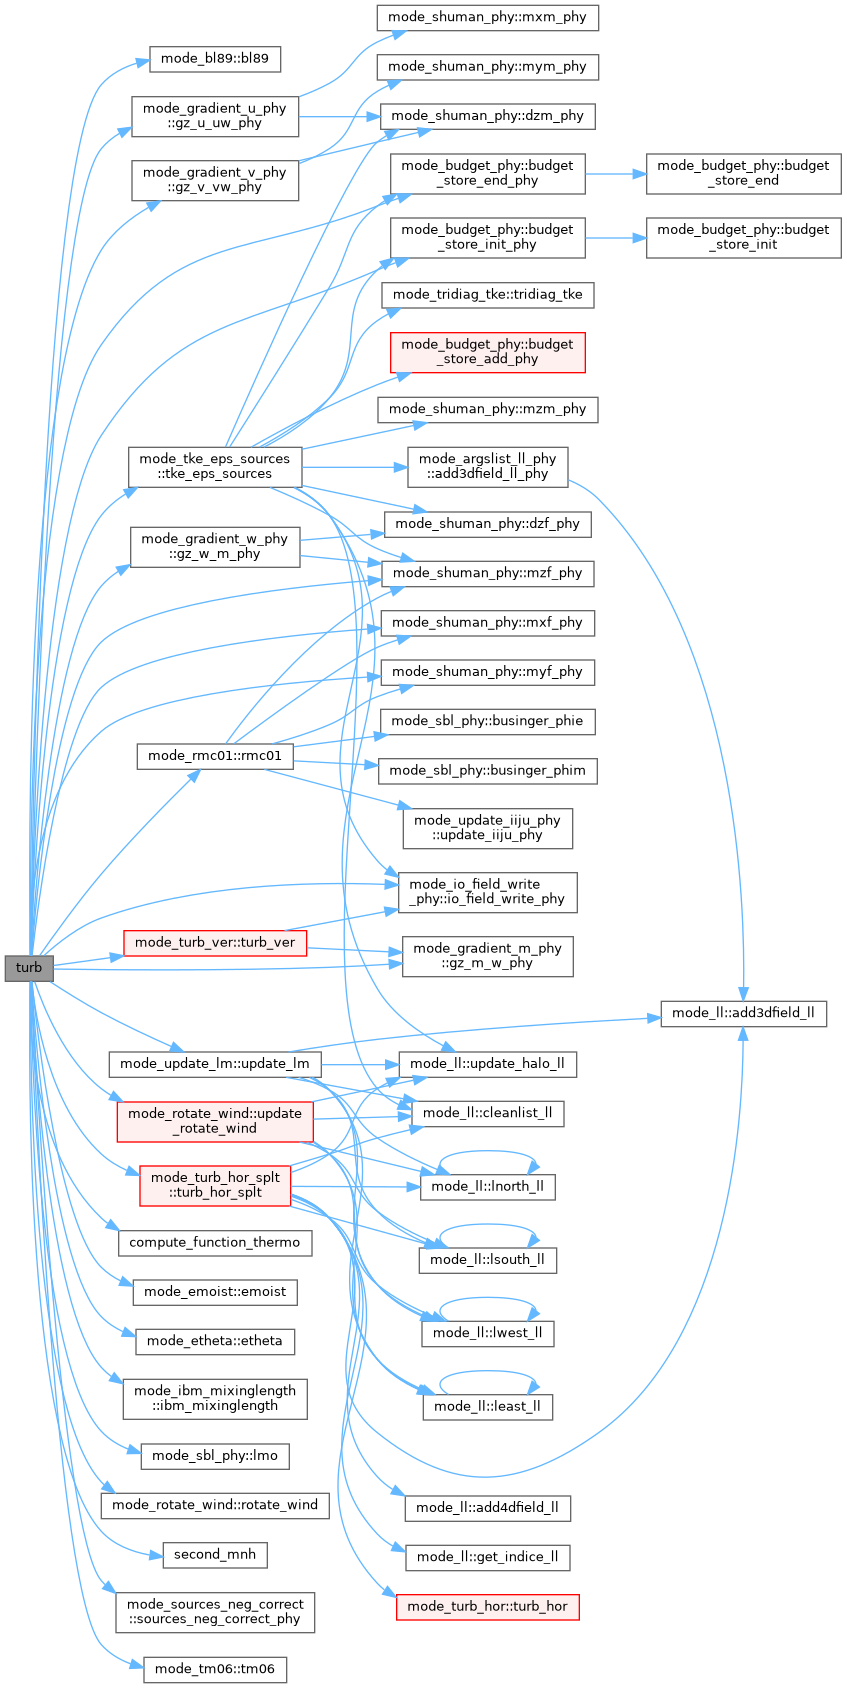 mode_shuman_phy::mxm_phy
mode_bl89::bl89
mode_shuman_phy::mym_phy
mode_gradient_u_phy
::gz_u_uw_phy
mode_shuman_phy::dzm_phy
mode_gradient_v_phy
::gz_v_vw_phy
mode_budget_phy::budget
_store_end_phy
mode_budget_phy::budget
_store_end
mode_budget_phy::budget
_store_init_phy
mode_budget_phy::budget
_store_init
mode_tridiag_tke::tridiag_tke
mode_budget_phy::budget
_store_add_phy
mode_shuman_phy::mzm_phy
mode_tke_eps_sources
::tke_eps_sources
mode_argslist_ll_phy
::add3dfield_ll_phy
mode_shuman_phy::dzf_phy
mode_gradient_w_phy
::gz_w_m_phy
mode_shuman_phy::mzf_phy
mode_shuman_phy::mxf_phy
mode_shuman_phy::myf_phy
mode_sbl_phy::businger_phie
mode_rmc01::rmc01
mode_sbl_phy::businger_phim
mode_update_iiju_phy
::update_iiju_phy
mode_io_field_write
_phy::io_field_write_phy
mode_turb_ver::turb_ver
mode_gradient_m_phy
::gz_m_w_phy
turb
mode_ll::add3dfield_ll
mode_update_lm::update_lm
mode_ll::update_halo_ll
mode_rotate_wind::update
_rotate_wind
mode_ll::cleanlist_ll
mode_turb_hor_splt
::turb_hor_splt
mode_ll::lnorth_ll
compute_function_thermo
mode_ll::lsouth_ll
mode_emoist::emoist
mode_ll::lwest_ll
mode_etheta::etheta
mode_ibm_mixinglength
::ibm_mixinglength
mode_ll::least_ll
mode_sbl_phy::lmo
mode_rotate_wind::rotate_wind
mode_ll::add4dfield_ll
second_mnh
mode_ll::get_indice_ll
mode_sources_neg_correct
::sources_neg_correct_phy
mode_turb_hor::turb_hor
mode_tm06::tm06